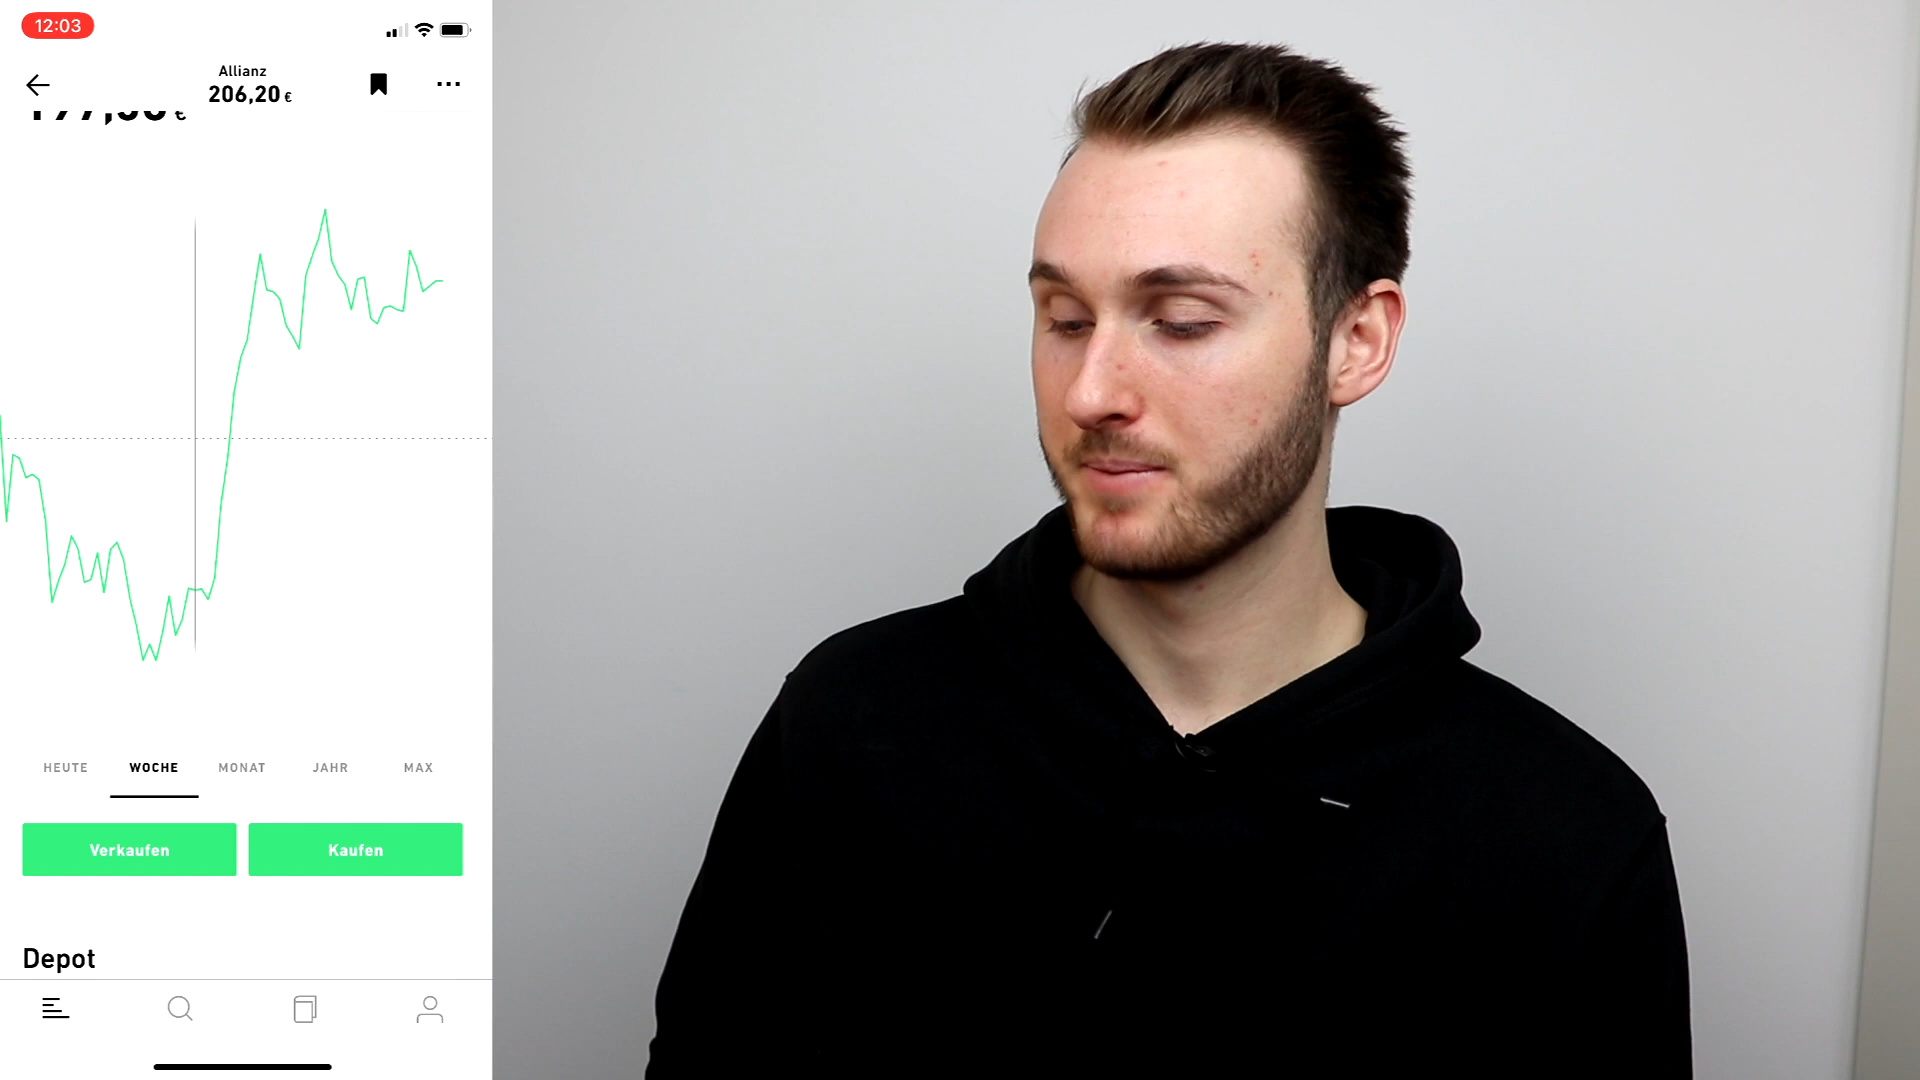 12:03
Allianz
206,20 €
HEUTE WOCHE MONAT JAHR MAX
Verkaufen Kaufen
Depot